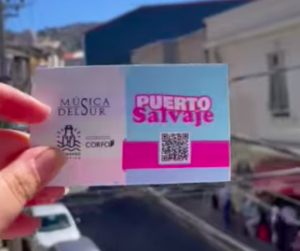 MÚSICA
DEL SUR
CORFO
PUERTO
Salvaje